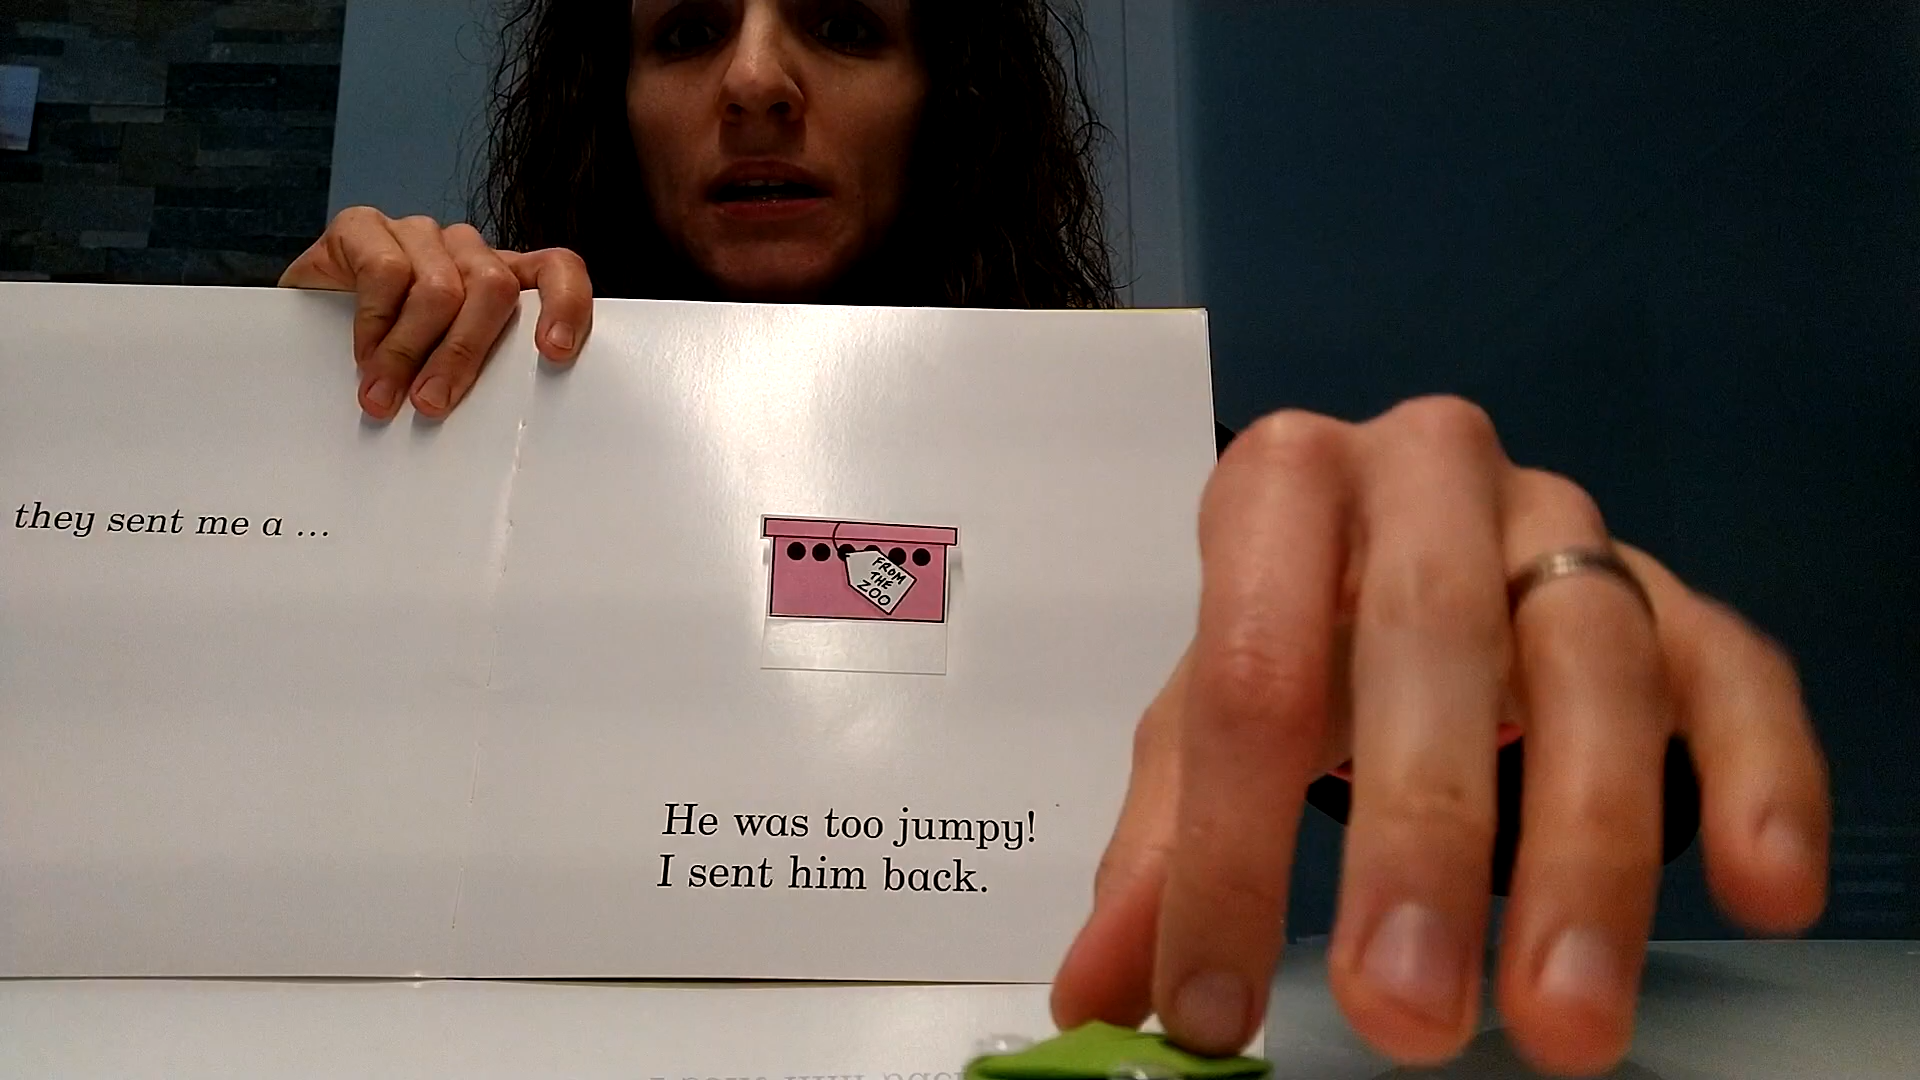 they sent me a ...
FROM
THE
ZOO
He was too jumpy!
I sent him back.